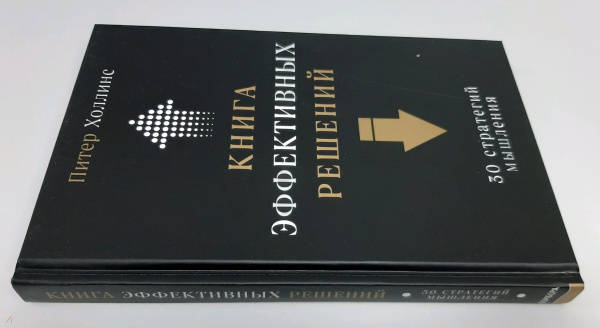 Питер Холлинс
КНИГА
ЭФФЕКТИВНЫХ
РЕШЕНИЙ
30 стратегий
мышления
КНИГА ЭФФЕКТИВНЫХ РЕШЕНИЙ • 30 СТРАТЕГИЙ
МЫШЛЕНИЯ •